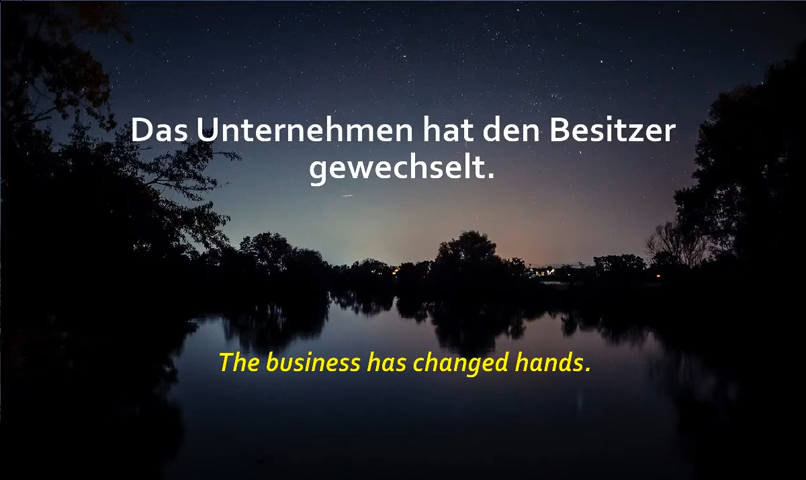 Das Unternehmen hat den Besitzer
gewechselt.
The business has changed hands.